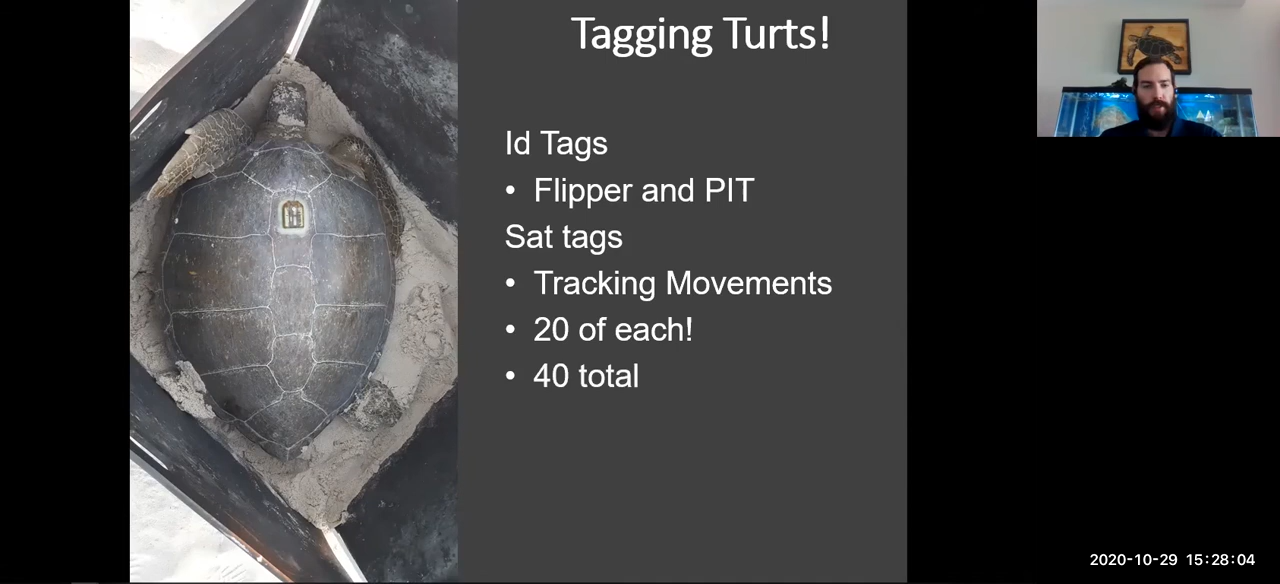 Tagging Turts!
Id Tags
• Flipper and PIT
Sat tags
• Tracking Movements
• 20 of each!
• 40 total
2020-10-29 15:28:04